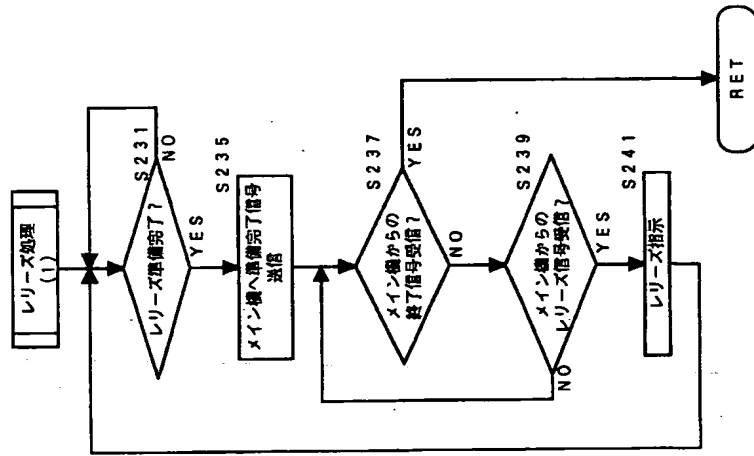 レリーズ処理
(1)
S231
レリーズ準備完了?
NO
YES
S235
メイン機へ準備完了信号
送信
S237
メイン機からの
終了信号受信?
YES
NO
S239
メイン機からの
レリーズ信号受信?
NO
YES
S241
レリーズ指示
RET